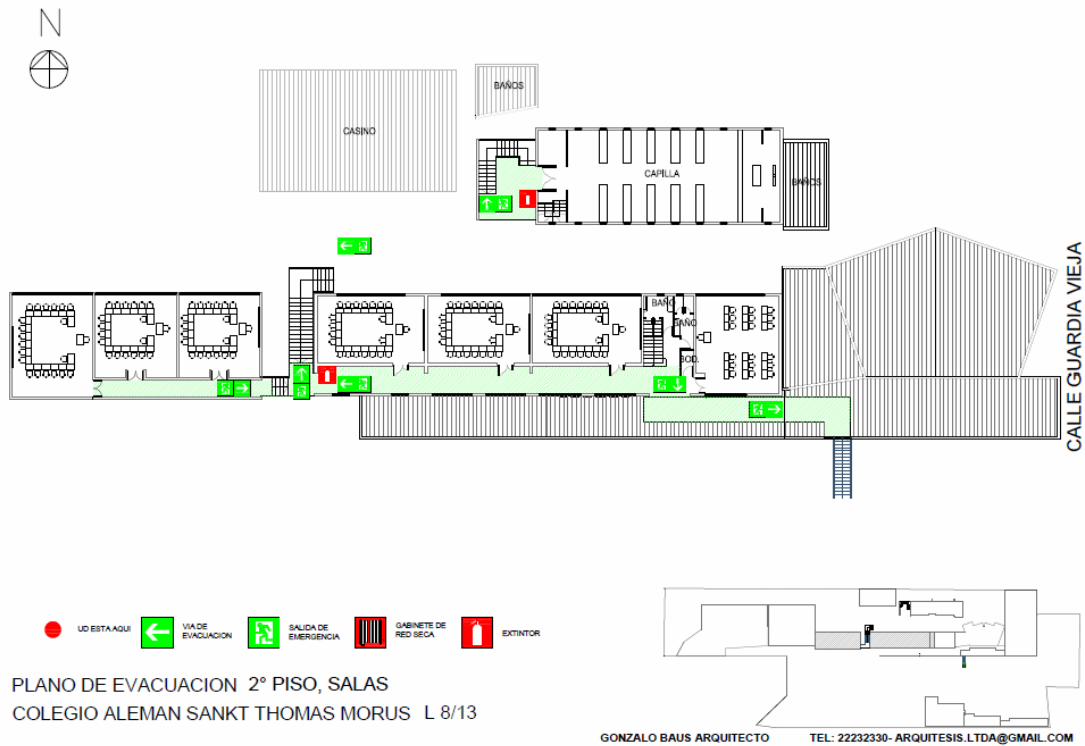 N
BAÑOS
CASINO
CAPILLA
BAÑOS
CALLE GUARDIA VIEJA
BAÑO
BAÑO
BOD.
UD ESTA AQUI
VIA DE
EVACUACION
SALIDA DE
EMERGENCIA
GABINETE DE
RED SECA
EXTINTOR
PLANO DE EVACUACION 2° PISO, SALAS
COLEGIO ALEMAN SANKT THOMAS MORUS L 8/13
GONZALO BAUS ARQUITECTO TEL: 22232330- ARQUITESIS.LTDA@GMAIL.COM